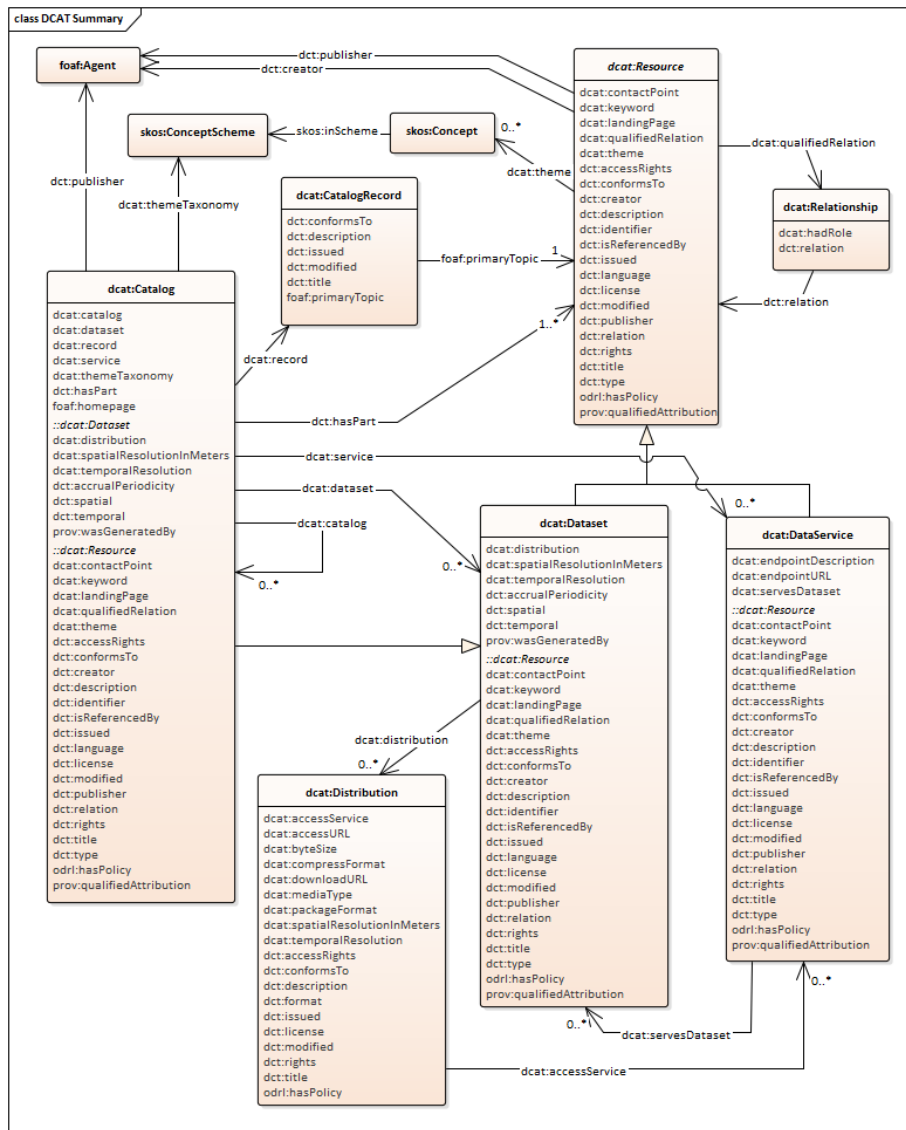 class DCAT Summary
foaf:Agent
dct:publisher
dct:creator
dcat:Resource
dcat:contactPoint
dcat:keyword
dcat:landingPage
dcat:qualifiedRelation
dcat:theme
dct:accessRights
dct:conformsTo
dct:creator
dct:description
dct:identifier
dct:isReferencedBy
dct:issued
dct:language
dct:license
dct:modified
dct:publisher
dct:relation
dct:rights
dct:title
dct:type
odrl:hasPolicy
prov:qualifiedAttribution
skos:ConceptScheme
skos:inScheme
skos:Concept
0..*
dcat:theme
dcat:qualifiedRelation
dct:publisher
dcat:themeTaxonomy
dcat:CatalogRecord
dct:conformsTo
dct:description
dct:issued
dct:modified
dct:title
foaf:primaryTopic
foaf:primaryTopic
1
dcat:Relationship
dcat:hadRole
dct:relation
dct:relation
1..*
dcat:record
dct:hasPart
dcat:service
0..*
dcat:dataset
0..*
dcat:catalog
0..*
dcat:Catalog
dcat:catalog
dcat:dataset
dcat:record
dcat:service
dcat:themeTaxonomy
dct:hasPart
foaf:homepage
::dcat:Dataset
dcat:distribution
dcat:spatialResolutionInMeters
dcat:temporalResolution
dct:accrualPeriodicity
dct:spatial
dct:temporal
prov:wasGeneratedBy
::dcat:Resource
dcat:contactPoint
dcat:keyword
dcat:landingPage
dcat:qualifiedRelation
dcat:theme
dct:accessRights
dct:conformsTo
dct:creator
dct:description
dct:identifier
dct:isReferencedBy
dct:issued
dct:language
dct:license
dct:modified
dct:publisher
dct:relation
dct:rights
dct:title
dct:type
odrl:hasPolicy
prov:qualifiedAttribution
dcat:Dataset
dcat:distribution
dcat:spatialResolutionInMeters
dcat:temporalResolution
dct:accrualPeriodicity
dct:spatial
dct:temporal
prov:wasGeneratedBy
::dcat:Resource
dcat:contactPoint
dcat:keyword
dcat:landingPage
dcat:qualifiedRelation
dcat:theme
dct:accessRights
dct:conformsTo
dct:creator
dct:description
dct:identifier
dct:isReferencedBy
dct:issued
dct:language
dct:license
dct:modified
dct:publisher
dct:relation
dct:rights
dct:title
dct:type
odrl:hasPolicy
prov:qualifiedAttribution
dcat:DataService
dcat:endpointDescription
dcat:endpointURL
dcat:servesDataset
::dcat:Resource
dcat:contactPoint
dcat:keyword
dcat:landingPage
dcat:qualifiedRelation
dcat:theme
dct:accessRights
dct:conformsTo
dct:creator
dct:description
dct:identifier
dct:isReferencedBy
dct:issued
dct:language
dct:license
dct:modified
dct:publisher
dct:relation
dct:rights
dct:title
dct:type
odrl:hasPolicy
prov:qualifiedAttribution
dcat:distribution
0..*
dcat:Distribution
dcat:accessService
dcat:accessURL
dcat:byteSize
dcat:compressFormat
dcat:downloadURL
dcat:mediaType
dcat:packageFormat
dcat:spatialResolutionInMeters
dcat:temporalResolution
dct:accessRights
dct:conformsTo
dct:description
dct:format
dct:issued
dct:license
dct:modified
dct:rights
dct:title
odrl:hasPolicy
0..*
dcat:servesDataset
0..*
dcat:accessService